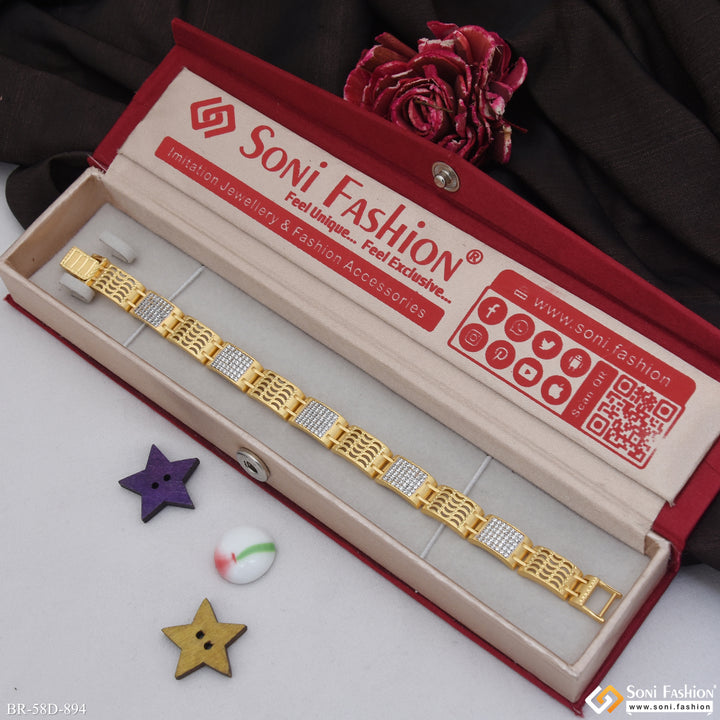 Soni Fashion®
Feel Unique... Feel Exclusive...
Imitation Jewellery & Fashion Accessories
www.soni.fashion
Scan QR
BR-58D-894
Soni Fashion®
www.soni.fashion